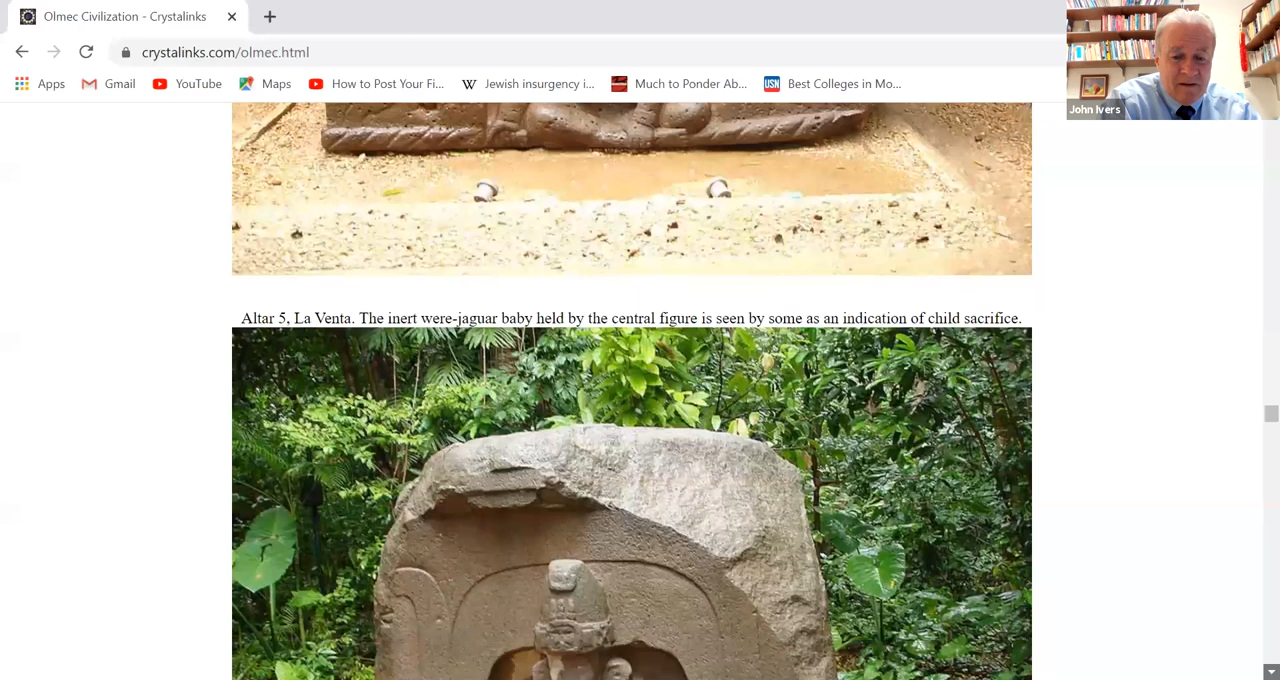 Olmec Civilization - Crystalinks
crystalinks.com/olmec.html
Apps Gmail YouTube Maps How to Post Your Fi... Jewish insurgency i... Much to Ponder Ab... Best Colleges in Mo...
John Ivers
Altar 5, La Venta. The inert were-jaguar baby held by the central figure is seen by some as an indication of child sacrifice.